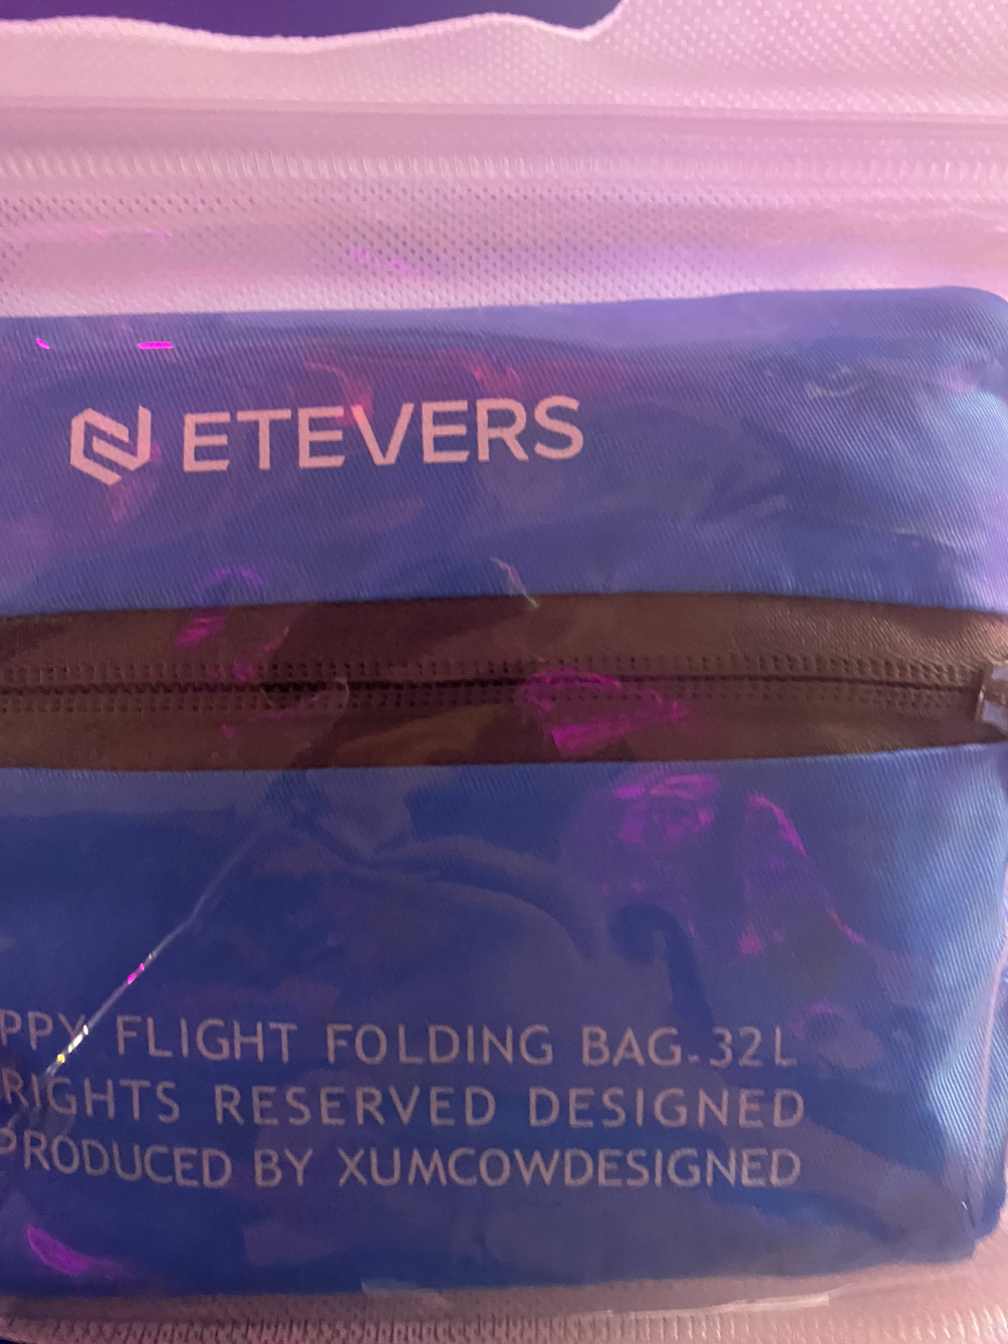 ETEVERS
PPY FLIGHT FOLDING BAG-32L
RIGHTS RESERVED DESIGNED
PRODUCED BY XUMCOWDESIGNED